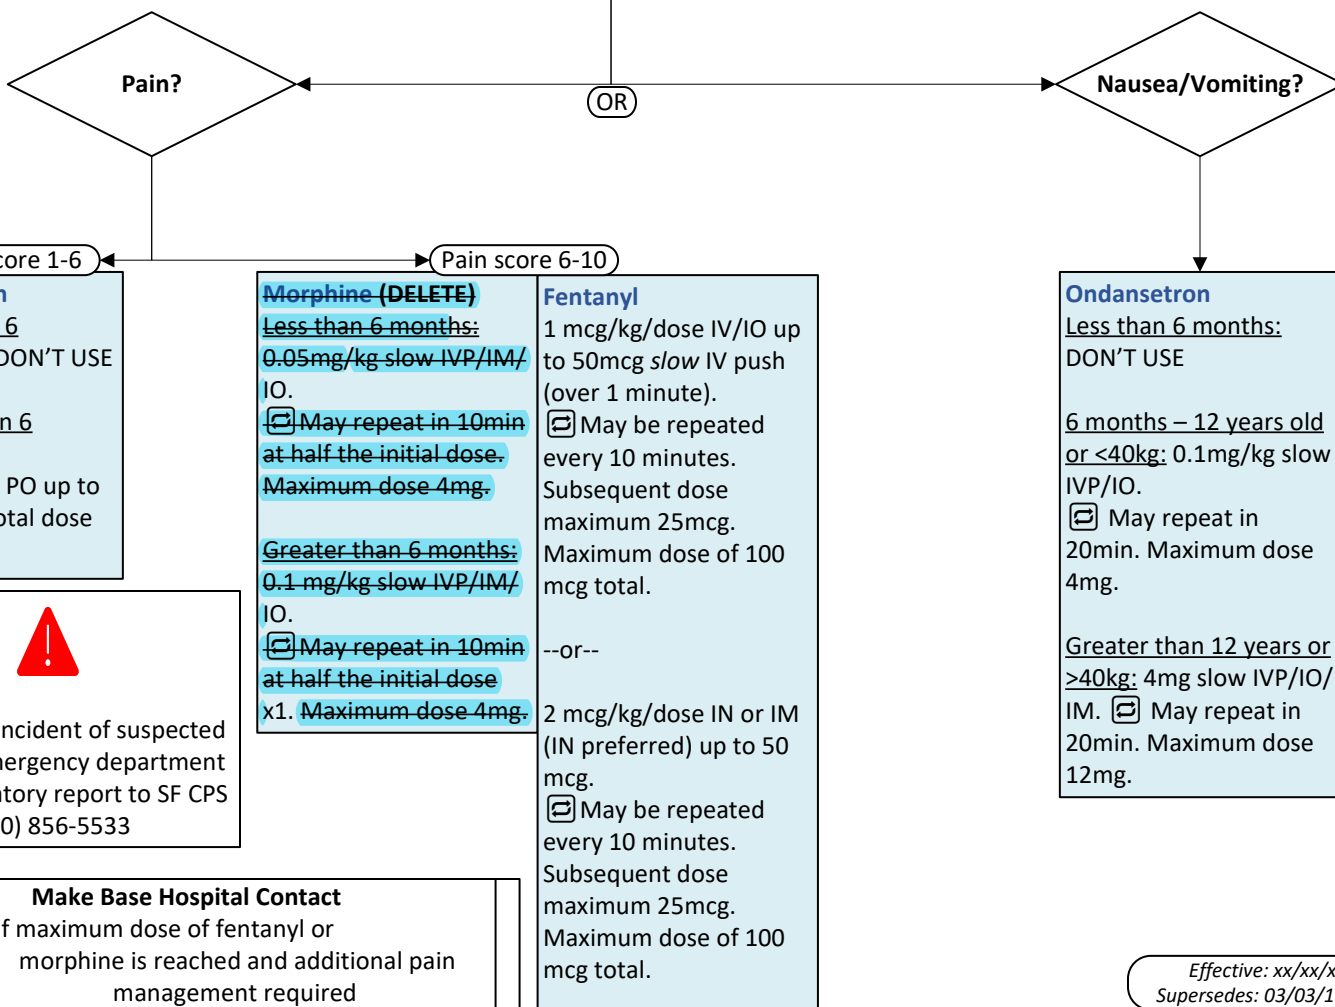 Pain?
OR
Nausea/Vomiting?
core 1-6
Pain score 6-10
n
6
DON'T USE
n 6
PO up to
otal dose
Morphine (DELETE)
Less than 6 months:
0.05mg/kg slow IVP/IM/
IO.
May repeat in 10min
at half the initial dose.
Maximum dose 4mg.
Greater than 6 months:
0.1 mg/kg slow IVP/IM/
IO.
May repeat in 10min
at half the initial dose
x1. Maximum dose 4mg.
Fentanyl
1 mcg/kg/dose IV/IO up
to 50mcg slow IV push
(over 1 minute).
May be repeated
every 10 minutes.
Subsequent dose
maximum 25mcg.
Maximum dose of 100
mcg total.
--or--
2 mcg/kg/dose IN or IM
(IN preferred) up to 50
mcg.
May be repeated
every 10 minutes.
Subsequent dose
maximum 25mcg.
Maximum dose of 100
mcg total.
Ondansetron
Less than 6 months:
DON'T USE
6 months – 12 years old
or <40kg: 0.1mg/kg slow
IVP/IO.
May repeat in
20min. Maximum dose
4mg.
Greater than 12 years or
>40kg: 4mg slow IVP/IO/
IM. May repeat in
20min. Maximum dose
12mg.
ncident of suspected
nergency department
atory report to SF CPS
0) 856-5533
Make Base Hospital Contact
f maximum dose of fentanyl or
morphine is reached and additional pain
management required
Effective: xx/xx/x
Supersedes: 03/03/1